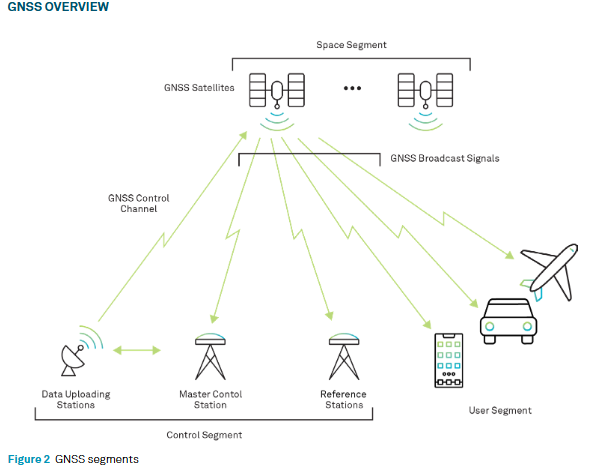 GNSS OVERVIEW
Space Segment
GNSS Satellites
GNSS Broadcast Signals
GNSS Control
Channel
Data Uploading
Stations
Master Contol
Station
Reference
Stations
User Segment
Control Segment
Figure 2 GNSS segments